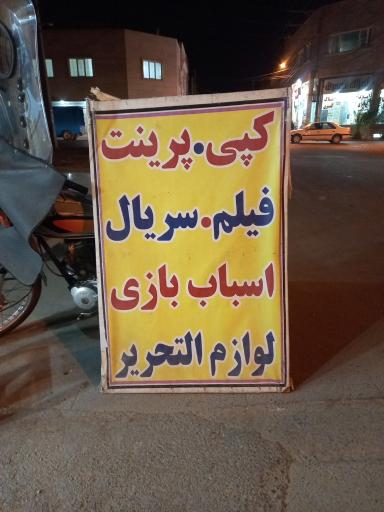 کپی.پرینت
فیلم.سریال
اسباب بازی
لوازم التحریر